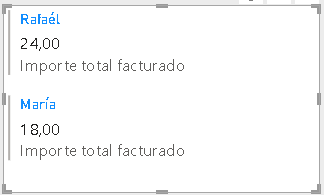 Rafaél
24,00
Importe total facturado
María
18,00
Importe total facturado